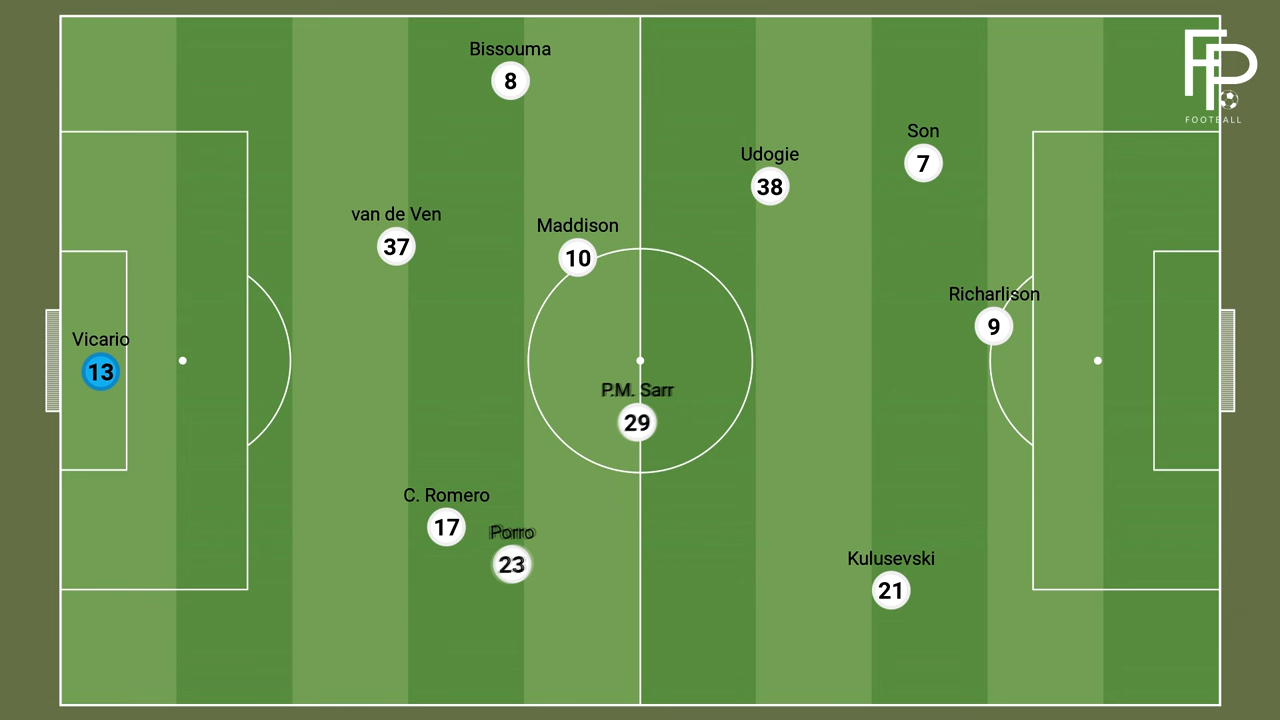 Bissouma
8
FP
FOOTBALL
Son
7
Udogie
38
van de Ven
37
Maddison
10
Richarlison
9
Vicario
13
P.M. Sarr
29
C. Romero
17
Porro
23
Kulusevski
21